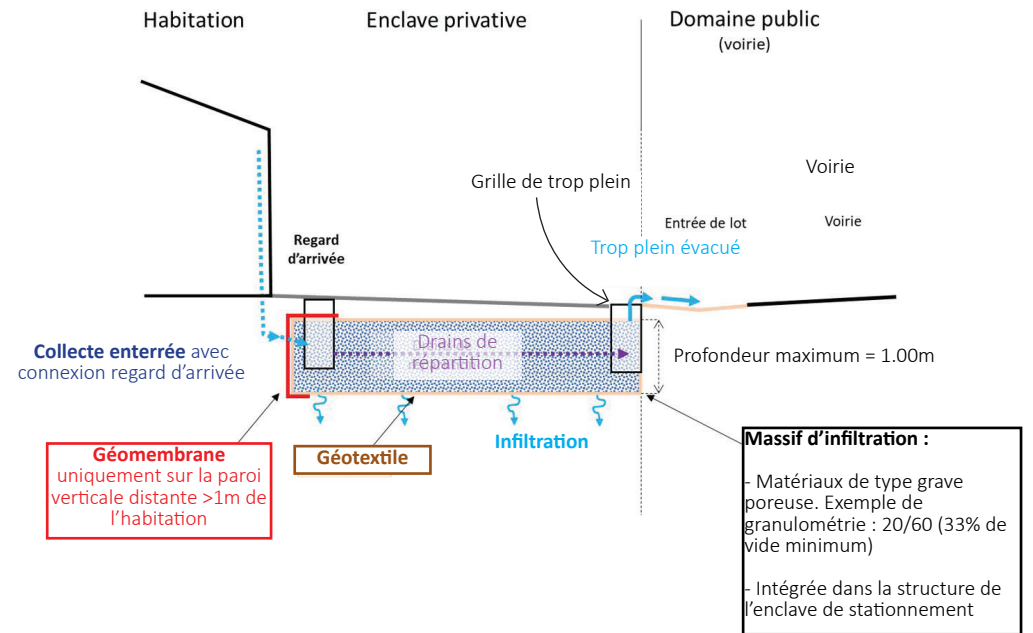 Habitation
Enclave privative
Domaine public
(voirie)
Voirie
Grille de trop plein
Entrée de lot
Voirie
Regard
d'arrivée
Trop plein évacué
Collecte enterrée avec
connexion regard d'arrivée
Drains de
répartition
Profondeur maximum = 1.00m
Géomembrane
uniquement sur la paroi
verticale distante >1m de
l'habitation
Géotextile
Infiltration
Massif d'infiltration :
- Matériaux de type grave
poreuse. Exemple de
granulométrie : 20/60 (33% de
vide minimum)
- Intégrée dans la structure de
l'enclave de stationnement